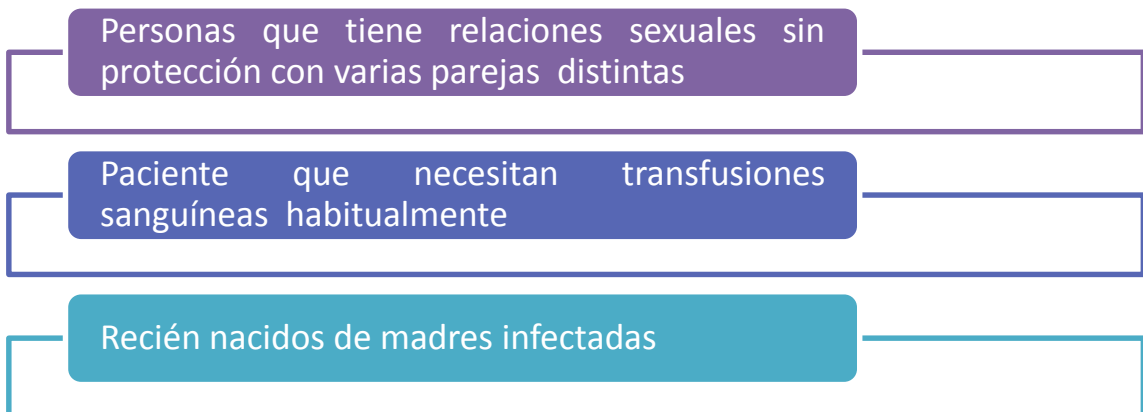 Personas que tiene relaciones sexuales sin
protección con varias parejas distintas
Paciente que necesitan transfusiones
sanguíneas habitualmente
Recién nacidos de madres infectadas